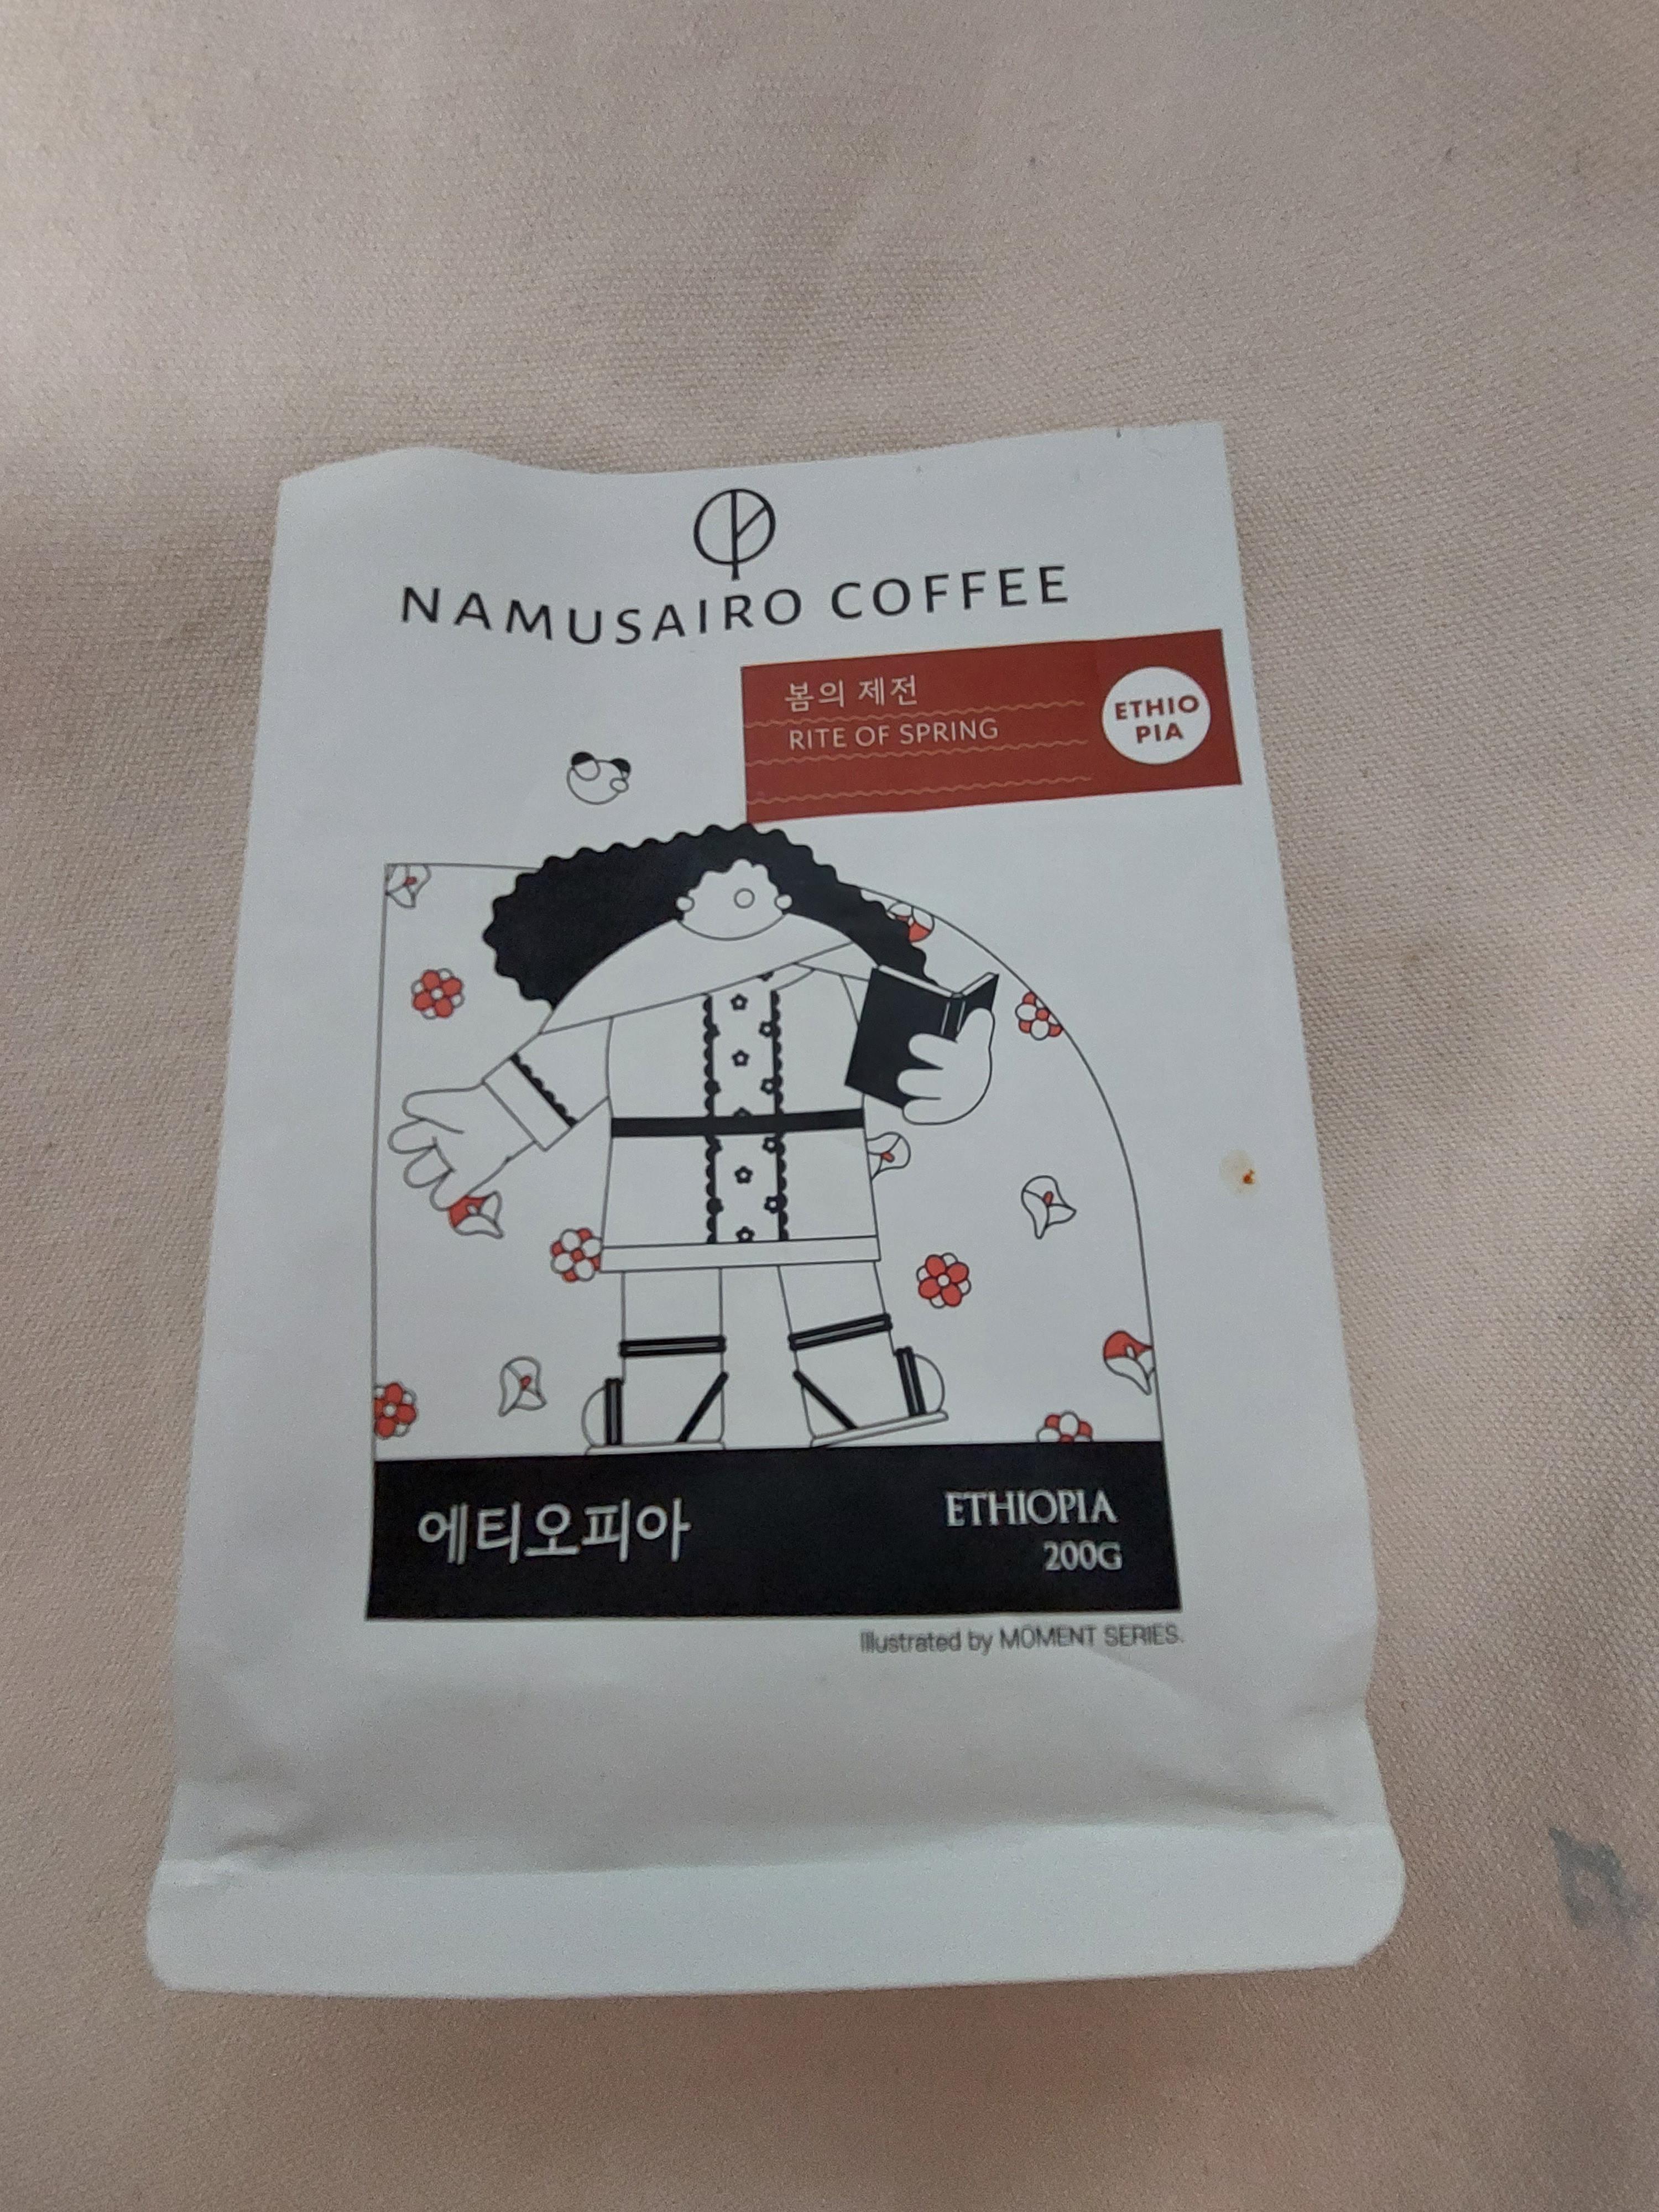 NAMUSAIRO COFFEE
봄의 제전
RITE OF SPRING
ETHIO
PIA
에티오피아
ETHIOPIA
200G
Illustrated by MOMENT SERIES.